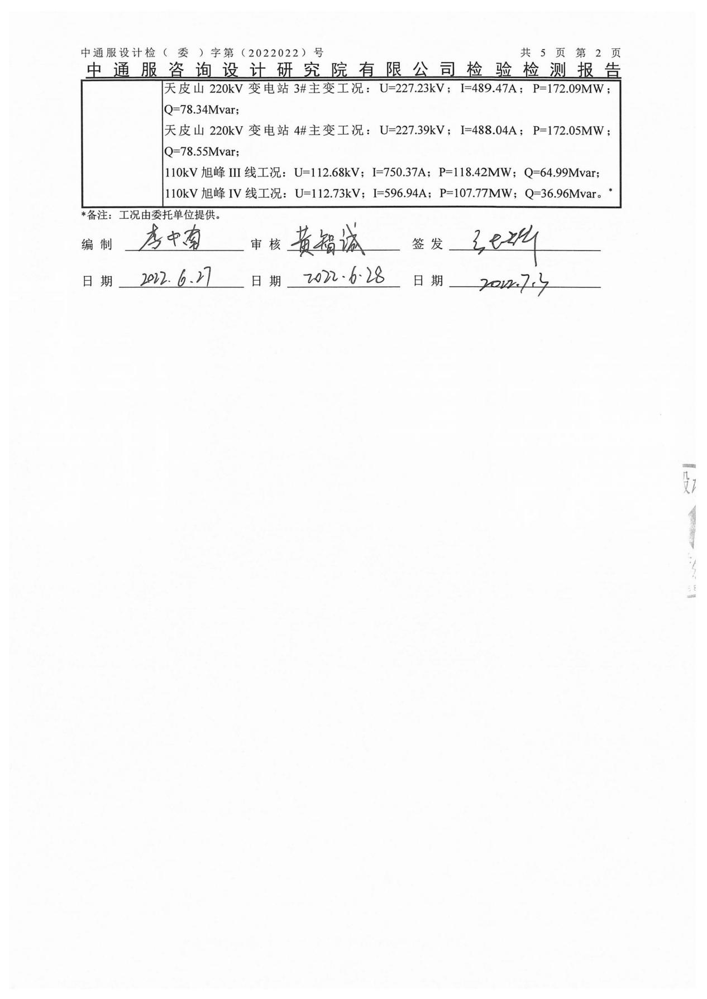 中通服设计检（ 委 ）字第（2022022）号 共 5 页 第 2 页
中通服咨询设计研究院有限公司检验检测报告
天皮山 220kV 变电站 3#主变工况：U=227.23kV；I=489.47A；P=172.09MW；
Q=78.34Mvar;
天皮山 220kV 变电站 4#主变工况：U=227.39kV；I=488.04A；P=172.05MW；
Q=78.55Mvar;
110kV 旭峰 III 线工况：U=112.68kV；I=750.37A；P=118.42MW；Q=64.99Mvar;
110kV 旭峰 IV 线工况：U=112.73kV；I=596.94A；P=107.77MW；Q=36.96Mvar。*
*备注：工况由委托单位提供。
编 制 李中南 审 核 黄智诚 签 发
日 期 2022.6.27 日 期 2022.6.28 日 期 2022.7.3